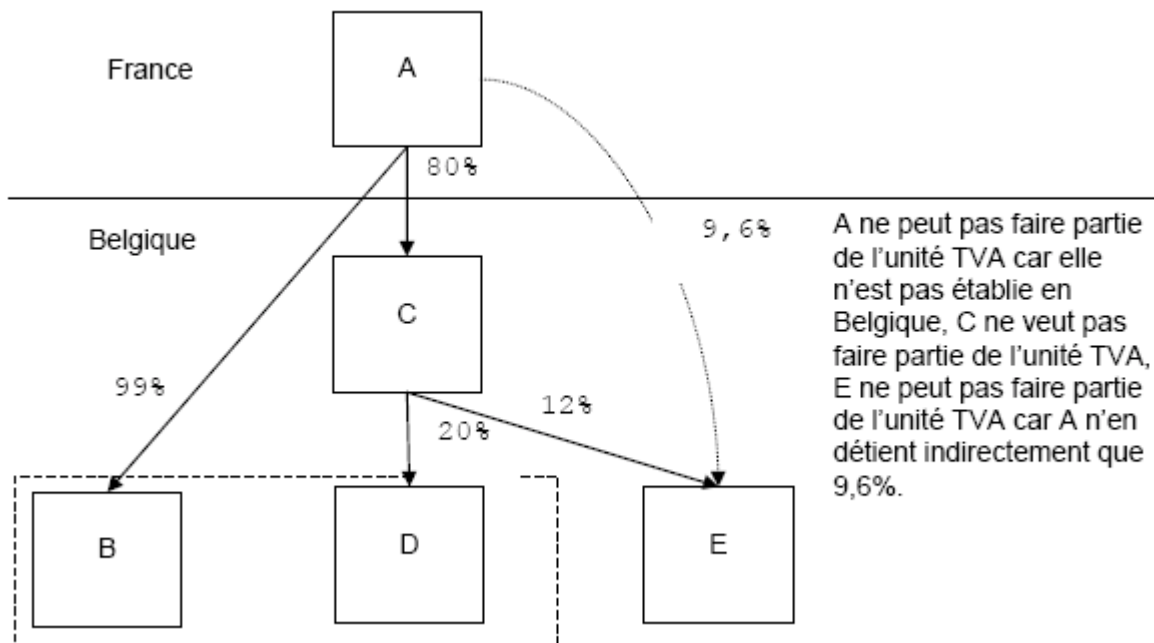 France
A
80%
9,6%
Belgique
A ne peut pas faire partie
de l'unité TVA car elle
n'est pas établie en
Belgique, C ne veut pas
faire partie de l'unité TVA,
E ne peut pas faire partie
de l'unité TVA car A n'en
détient indirectement que
9,6%.
C
99%
12%
20%
B
D
E